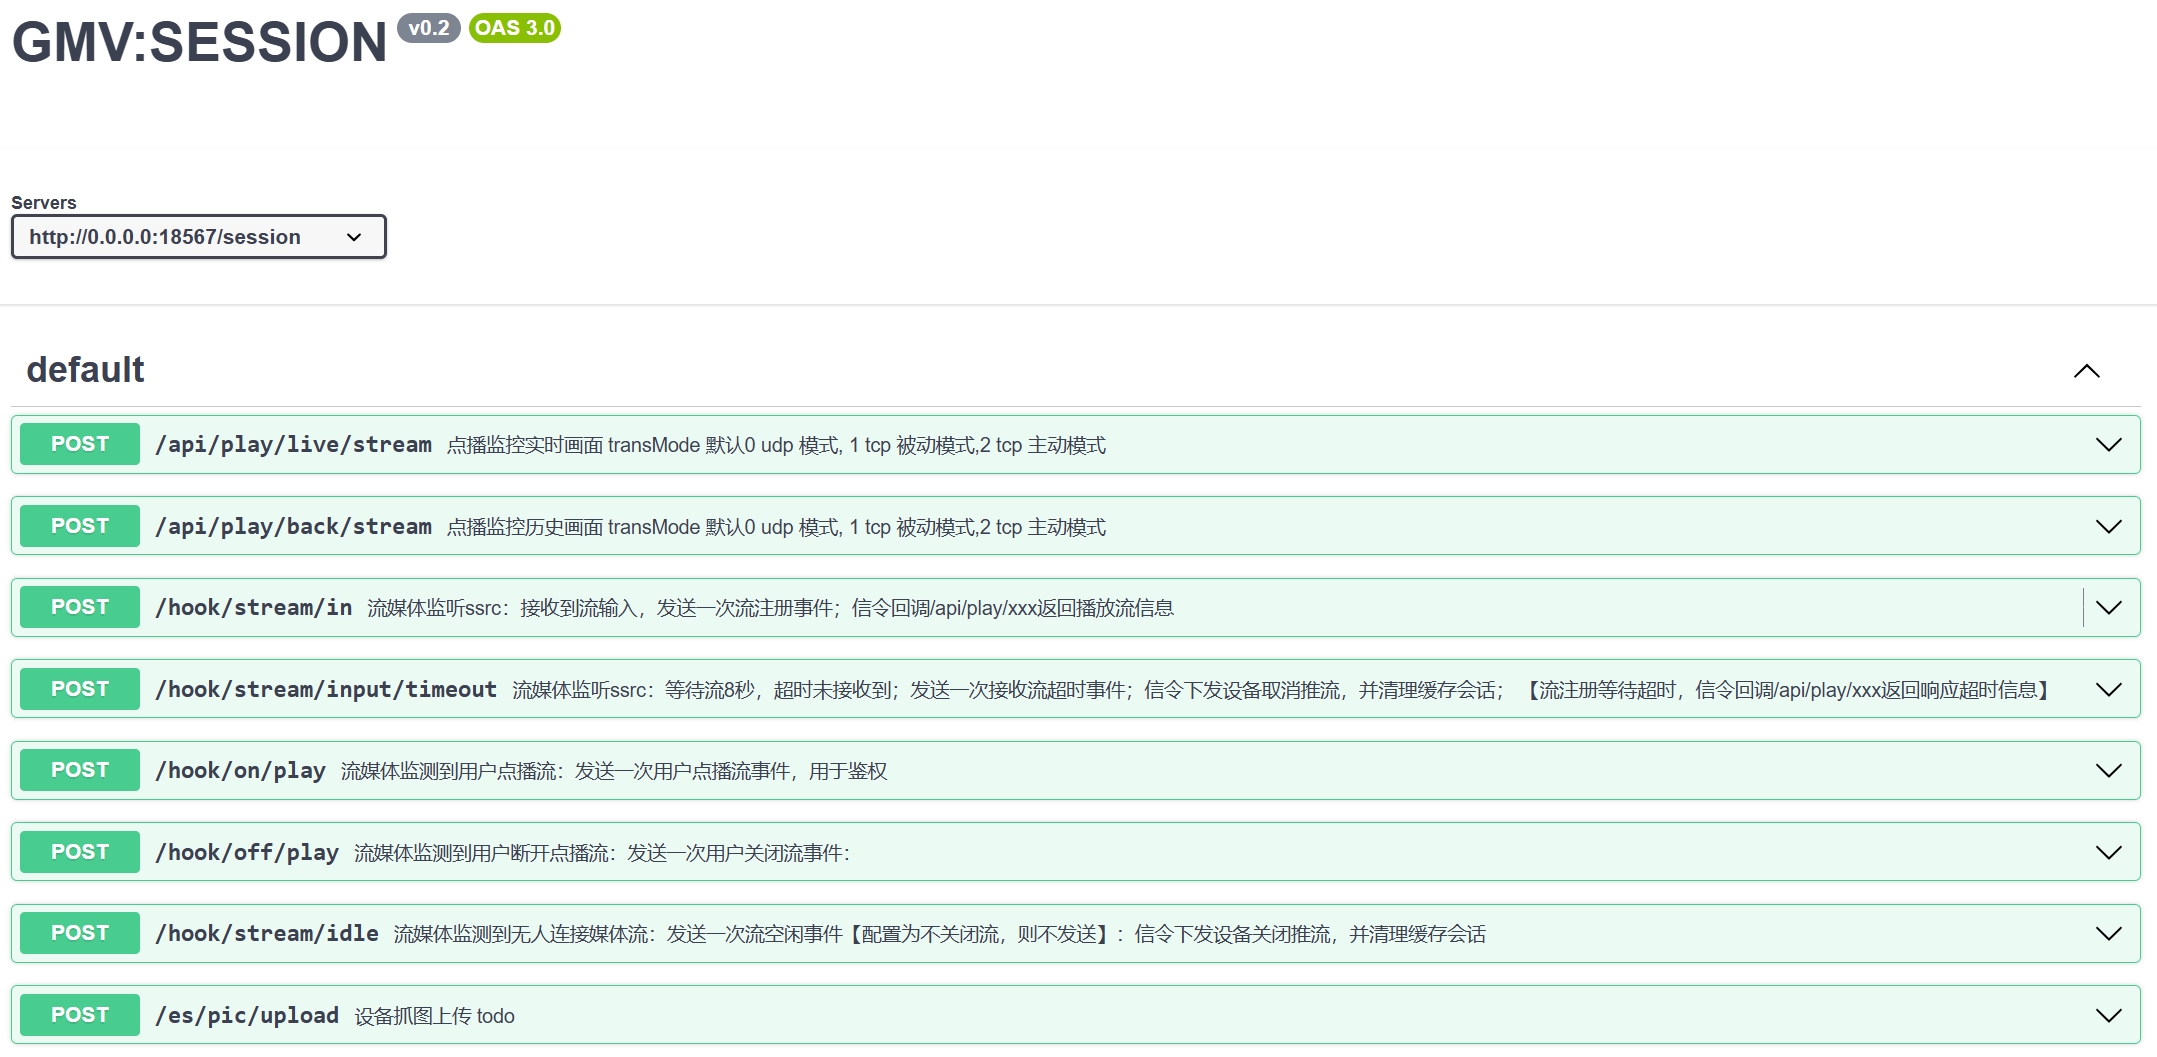 GMV:SESSION v0.2 OAS 3.0
Servers
http://0.0.0.0:18567/session
default
POST /api/play/live/stream 点播监控实时画面 transMode 默认0 udp 模式, 1 tcp 被动模式,2 tcp 主动模式
POST /api/play/back/stream 点播监控历史画面 transMode 默认0 udp 模式, 1 tcp 被动模式,2 tcp 主动模式
POST /hook/stream/in 流媒体监听ssrc：接收到流输入，发送一次流注册事件；信令回调/api/play/xxx返回播放流信息
POST /hook/stream/input/timeout 流媒体监听ssrc：等待流8秒，超时未接收到；发送一次接收流超时事件；信令下发设备取消推流，并清理缓存会话；【流注册等待超时，信令回调/api/play/xxx返回响应超时信息】
POST /hook/on/play 流媒体监测到用户点播流：发送一次用户点播流事件，用于鉴权
POST /hook/off/play 流媒体监测到用户断开点播流：发送一次用户关闭流事件：
POST /hook/stream/idle 流媒体监测到无人连接媒体流：发送一次流空闲事件【配置为不关闭流，则不发送】：信令下发设备关闭推流，并清理缓存会话
POST /es/pic/upload 设备抓图上传 todo